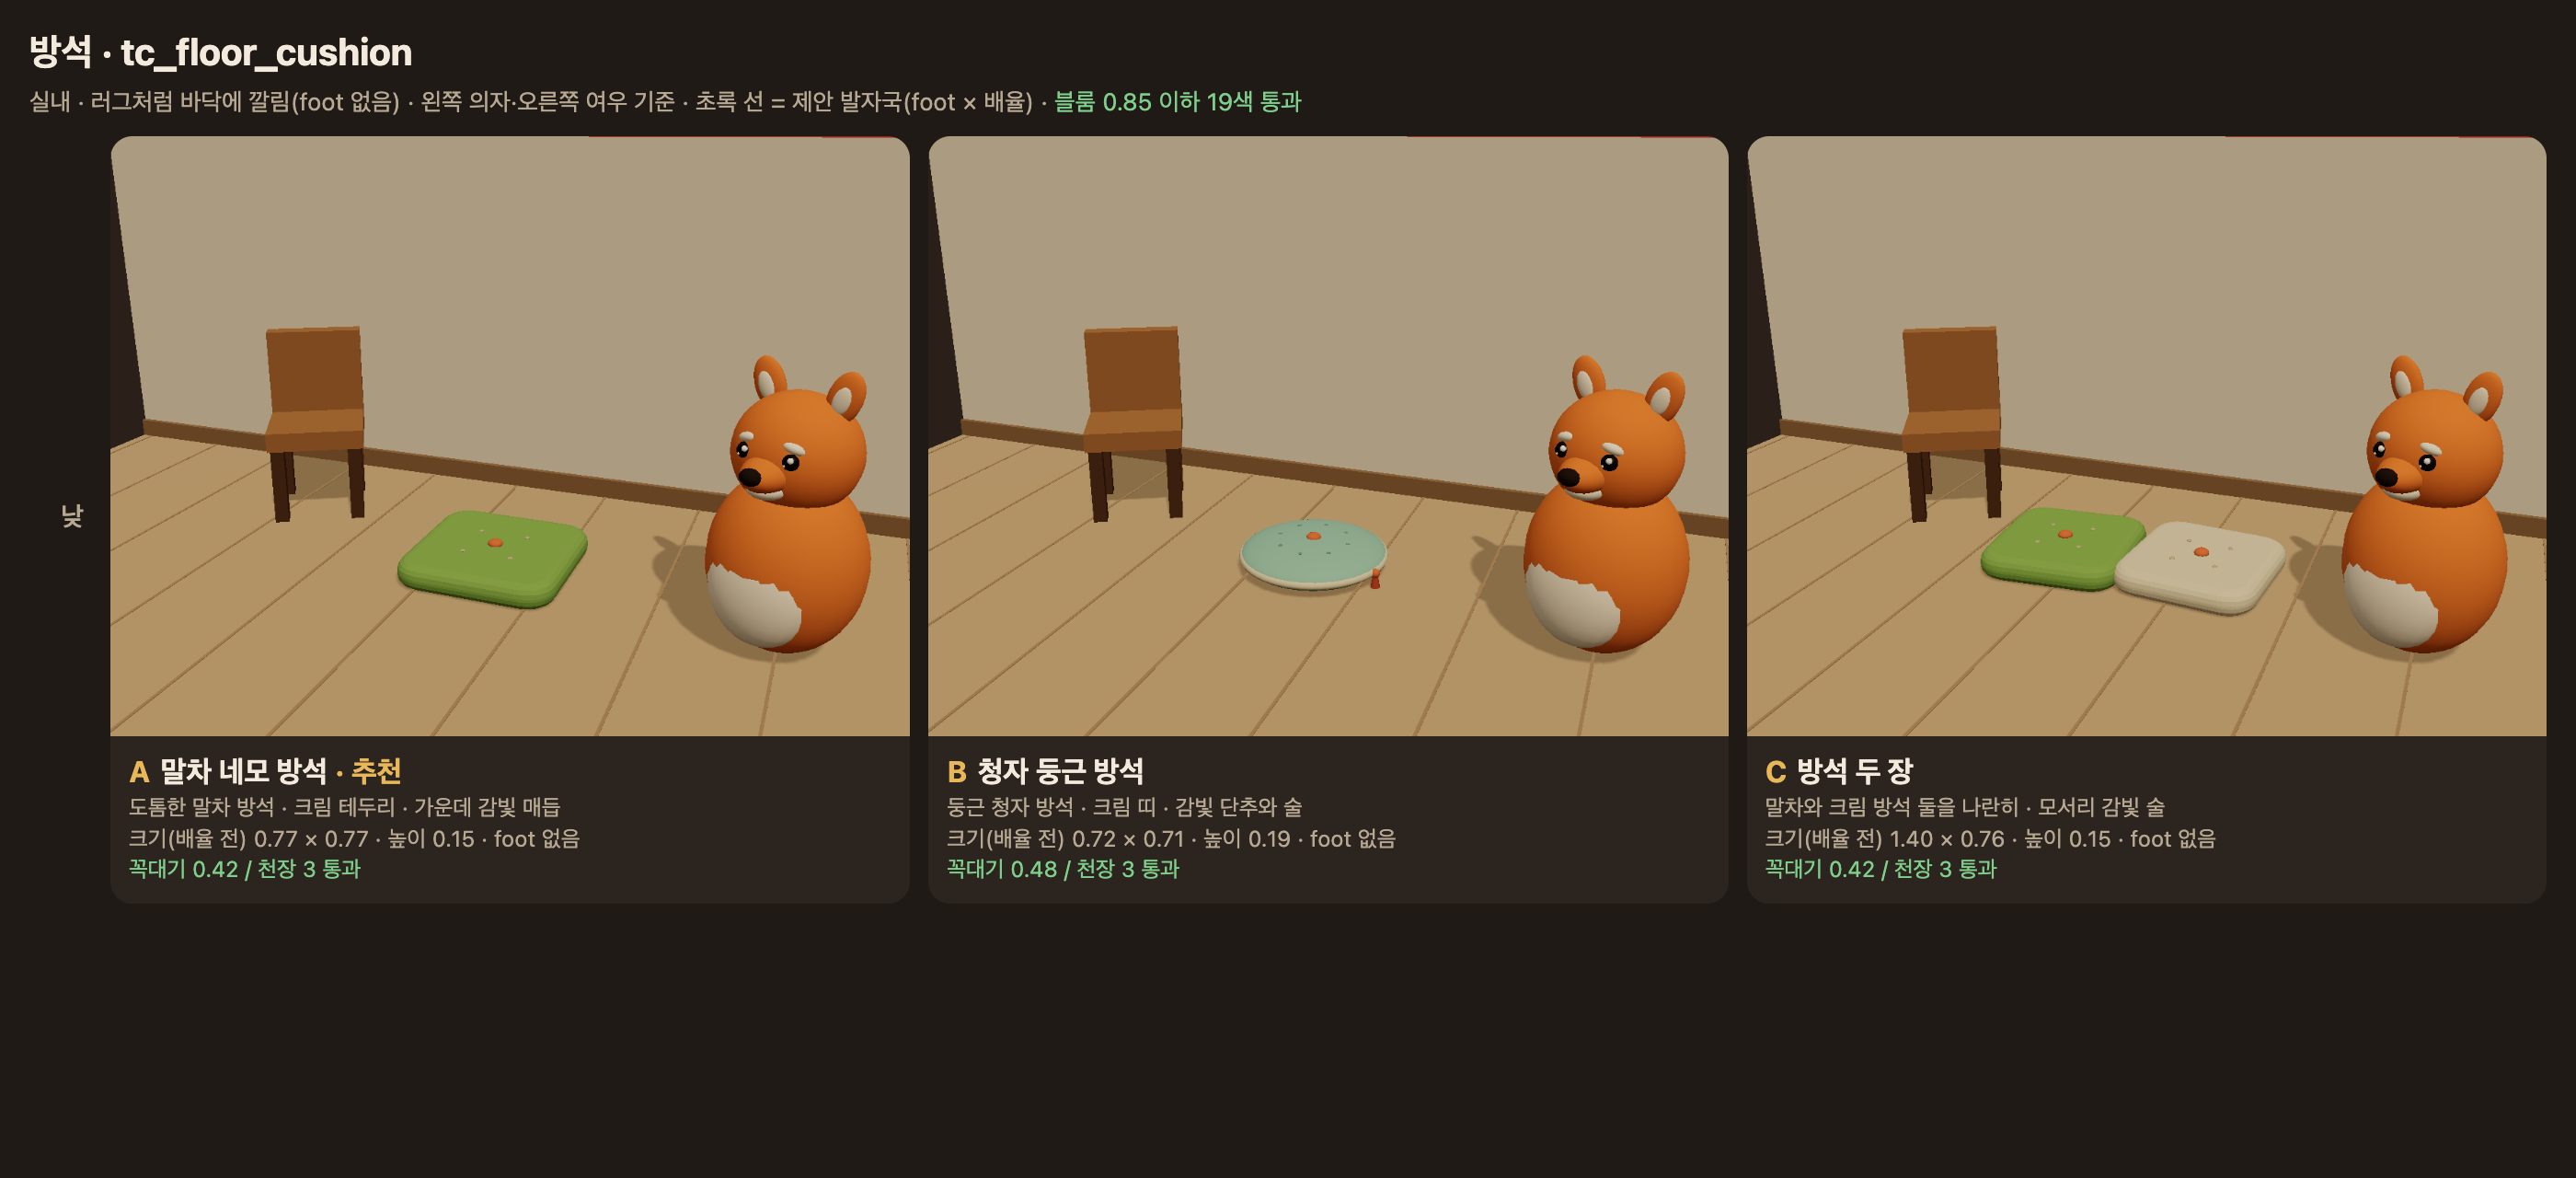 방석 · tc_floor_cushion
실내 · 러그처럼 바닥에 깔림(foot 없음) · 왼쪽 의자·오른쪽 여우 기준 · 초록 선 = 제안 발자국(foot × 배율) · 블룸 0.85 이하 19색 통과
낮
A 말차 네모 방석 · 추천
도톰한 말차 방석 · 크림 테두리 · 가운데 감빛 매듭
크기(배율 전) 0.77 × 0.77 · 높이 0.15 · foot 없음
꼭대기 0.42 / 천장 3 통과
B 청자 둥근 방석
둥근 청자 방석 · 크림 띠 · 감빛 단추와 술
크기(배율 전) 0.72 × 0.71 · 높이 0.19 · foot 없음
꼭대기 0.48 / 천장 3 통과
C 방석 두 장
말차와 크림 방석 둘을 나란히 · 모서리 감빛 술
크기(배율 전) 1.40 × 0.76 · 높이 0.15 · foot 없음
꼭대기 0.42 / 천장 3 통과